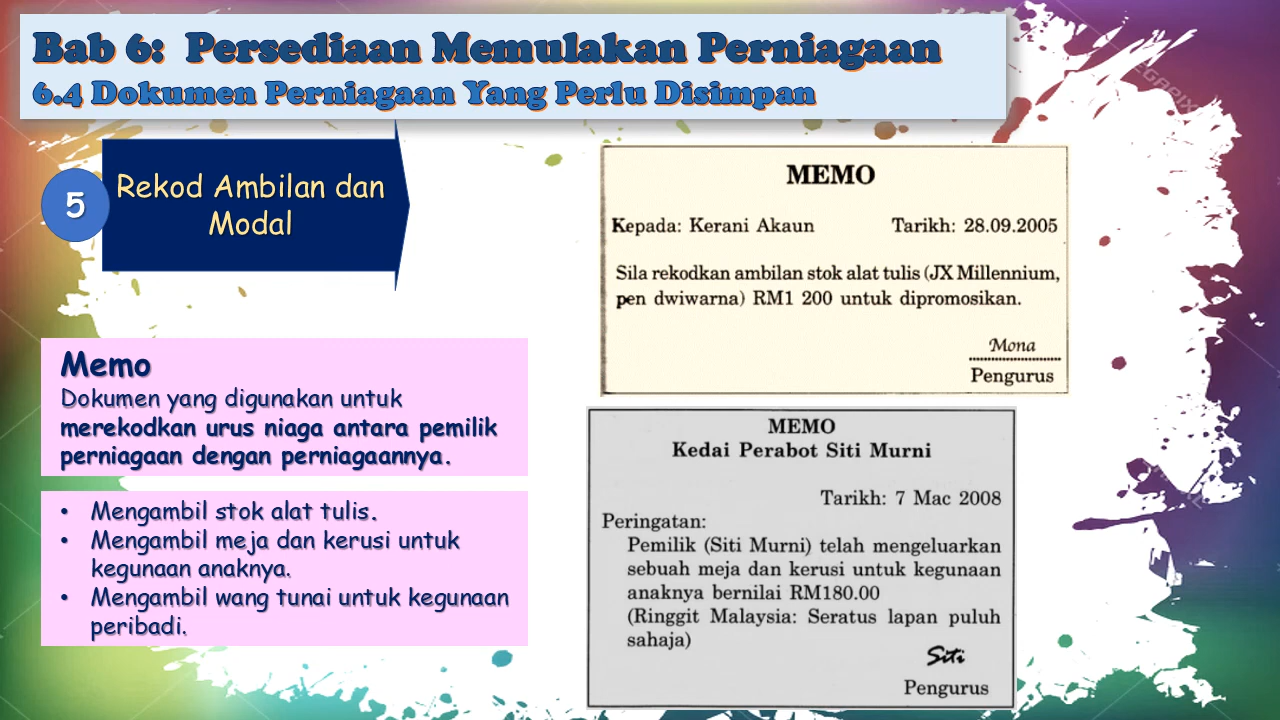 Bab 6: Persediaan Memulakan Perniagaan
6.4 Dokumen Perniagaan Yang Perlu Disimpan
5
Rekod Ambilan dan
Modal
Memo
Dokumen yang digunakan untuk
merekodkan urus niaga antara pemilik
perniagaan dengan perniagaannya.
• Mengambil stok alat tulis.
• Mengambil meja dan kerusi untuk
kegunaan anaknya.
• Mengambil wang tunai untuk kegunaan
peribadi.
MEMO
Kepada: Kerani Akaun Tarikh: 28.09.2005
Sila rekodkan ambilan stok alat tulis (JX Millennium,
pen dwiwarna) RM1 200 untuk dipromosikan.
Mona
Pengurus
MEMO
Kedai Perabot Siti Murni
Tarikh: 7 Mac 2008
Peringatan:
Pemilik (Siti Murni) telah mengeluarkan
sebuah meja dan kerusi untuk kegunaan
anaknya bernilai RM180.00
(Ringgit Malaysia: Seratus lapan puluh
sahaja)
Siti
Pengurus